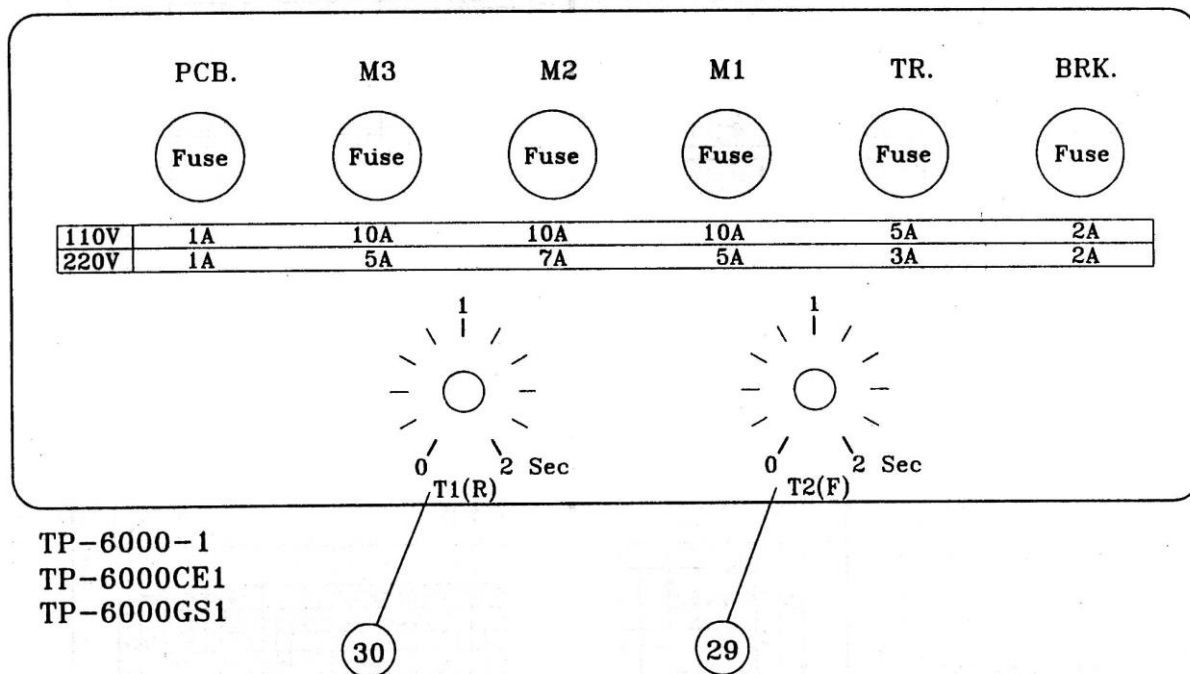 PCB. M3 M2 M1 TR. BRK.
Fuse Fuse Fuse Fuse Fuse Fuse
110V 1A 10A 10A 10A 5A 2A
220V 1A 5A 7A 5A 3A 2A
1 1
0 2 Sec 0 2 Sec
T1(R) T2(F)
TP-6000-1
TP-6000CE1
TP-6000GS1
30 29